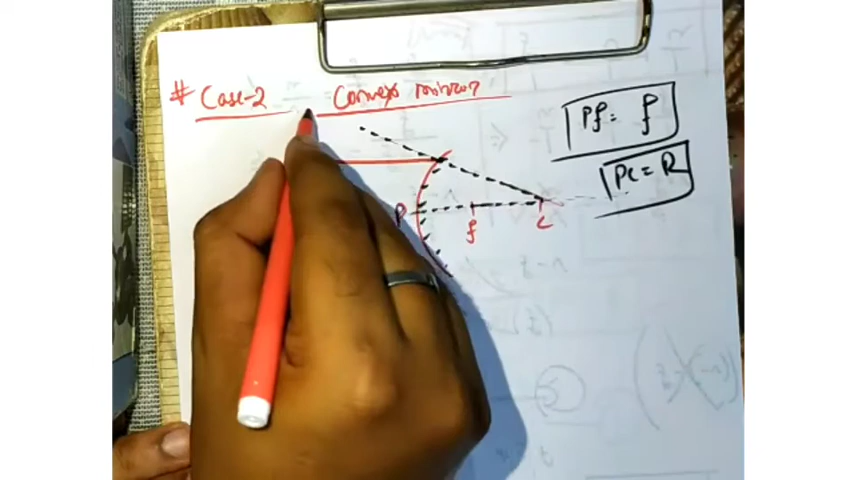 # Case-2 Convex mirror
Pf = f
PC = R
P
f
C